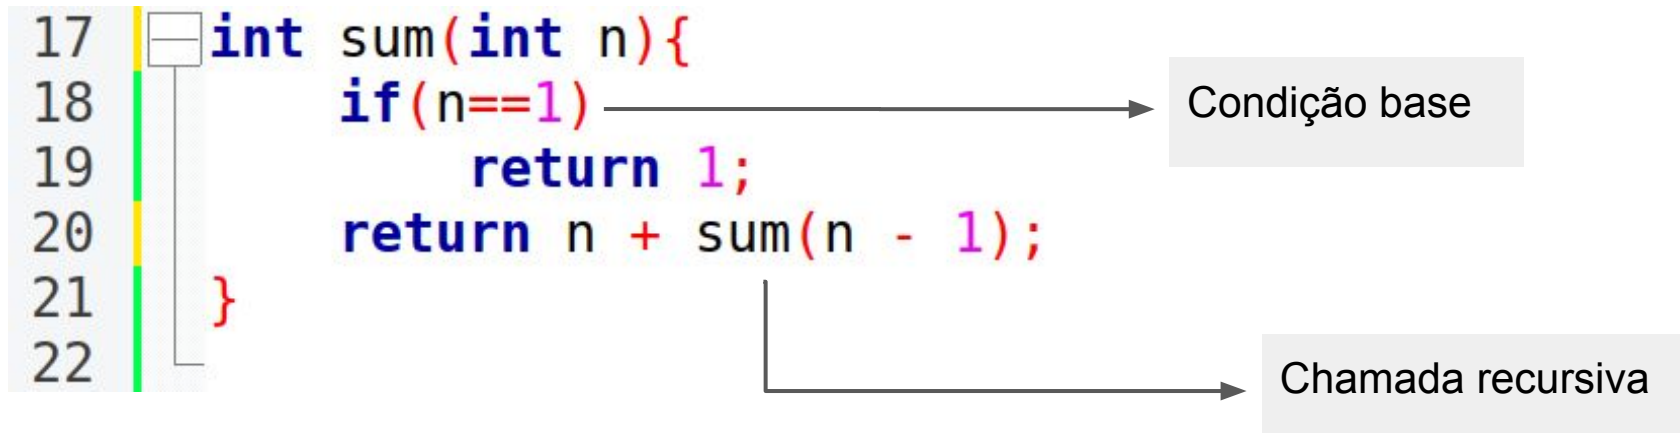 17 int sum(int n){
18 if(n==1)
Condição base
19 return 1;
20 return n + sum(n - 1);
21 }
22
Chamada recursiva